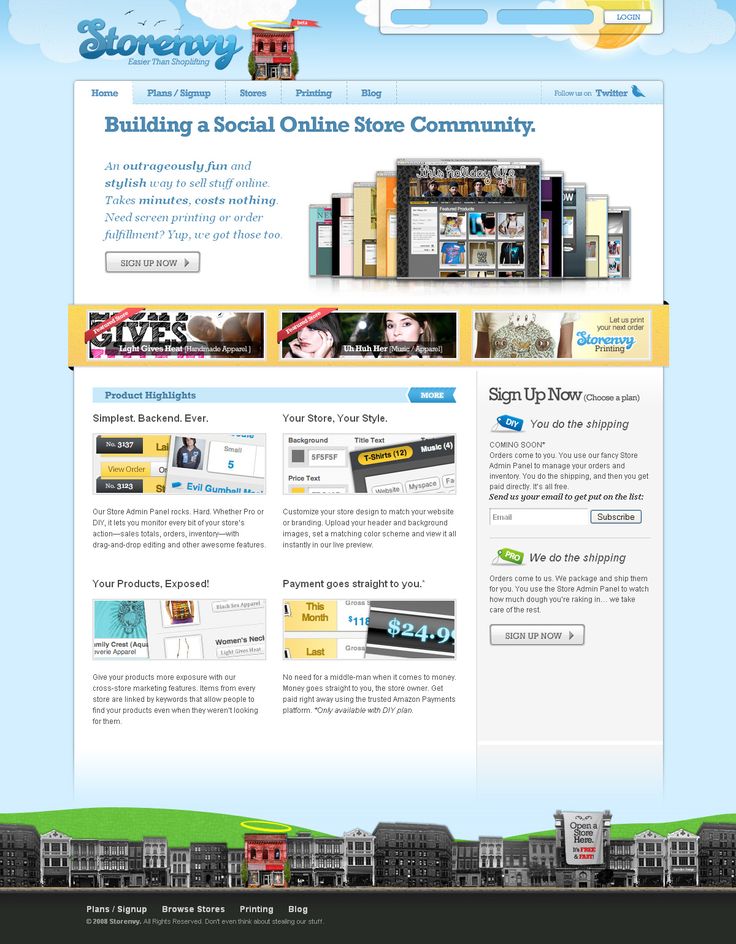 Storenvy
beta
Easier Than Shoplifting
LOGIN
Home
Plans / Signup
Stores
Printing
Blog
Follow us on Twitter
Building a Social Online Store Community.
An outrageously fun and
stylish way to sell stuff online.
Takes minutes, costs nothing.
Need screen printing or order
fulfillment? Yup, we got those too.
SIGN UP NOW
this holiday life
Featured Products
Featured Store
GIVES
Light Gives Heat [Handmade Apparel ]
Featured Store
Uh Huh Her [Music / Apparel]
Let us print
your next order
Storenvy
Printing
Product Highlights
MORE
Simplest. Backend. Ever.
No. 3137
View Order
No. 3123
Small
5
Evil Gumball
Our Store Admin Panel rocks. Hard. Whether Pro or
DIY, it lets you monitor every bit of your store's
action—sales totals, orders, inventory—with
drag-and-drop editing and other awesome features.
Your Store, Your Style.
Background
Title Text
5F5F5F
Price Text
T-Shirts (12)
Music (4)
Website
Myspace
Customize your store design to match your website
or branding. Upload your header and background
images, set a matching color scheme and view it all
instantly in our live preview.
Your Products, Exposed!
Black Sea Apparel
Women's Neck
Light Gives Heat
Give your products more exposure with our
cross-store marketing features. Items from every
store are linked by keywords that allow people to
find your products even when they weren't looking
for them.
Payment goes straight to you.*
This
Month
Gross
$118
Last
Gross
$24.99
No need for a middle-man when it comes to money.
Money goes straight to you, the store owner. Get
paid right away using the trusted Amazon Payments
platform. *Only available with DIY plan.
Sign Up Now (Choose a plan)
DIY
You do the shipping
COMING SOON*
Orders come to you. You use our fancy Store
Admin Panel to manage your orders and
inventory. You do the shipping, and then you get
paid directly. It's all free.
Send us your email to get put on the list:
Email
Subscribe
PRO
We do the shipping
Orders come to us. We package and ship them
for you. You use the Store Admin Panel to watch
how much dough you're raking in... we take
care of the rest.
SIGN UP NOW
Open a
Store
Here.
It's FREE
& FAST!
Plans / Signup
Browse Stores
Printing
Blog
© 2008 Storenvy. All Rights Reserved. Don't even think about stealing our stuff.